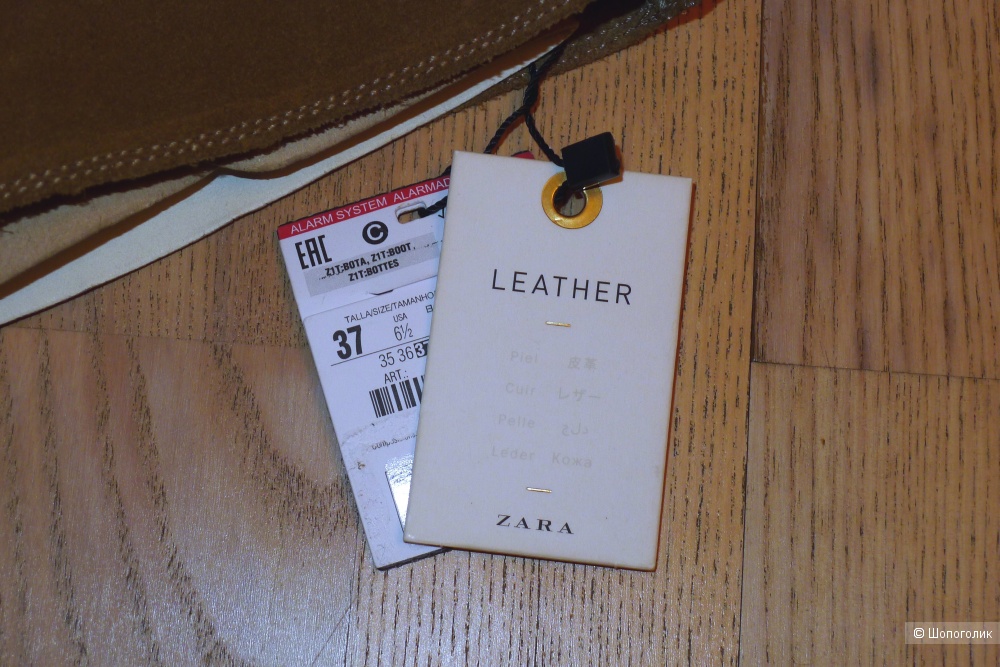 ALARM SYSTEM ALARMAD
EAC
C
Z1T:BOTA, Z1T:BOOT,
Z1T:BOTTES
TALLA/SIZE/TAMANHO
USA
37 6½
35 36 37
ART.:
LEATHER
Piel 皮革
Cuir レザー
Pelle جلد
Leder Кожа
ZARA
© Шопоголик